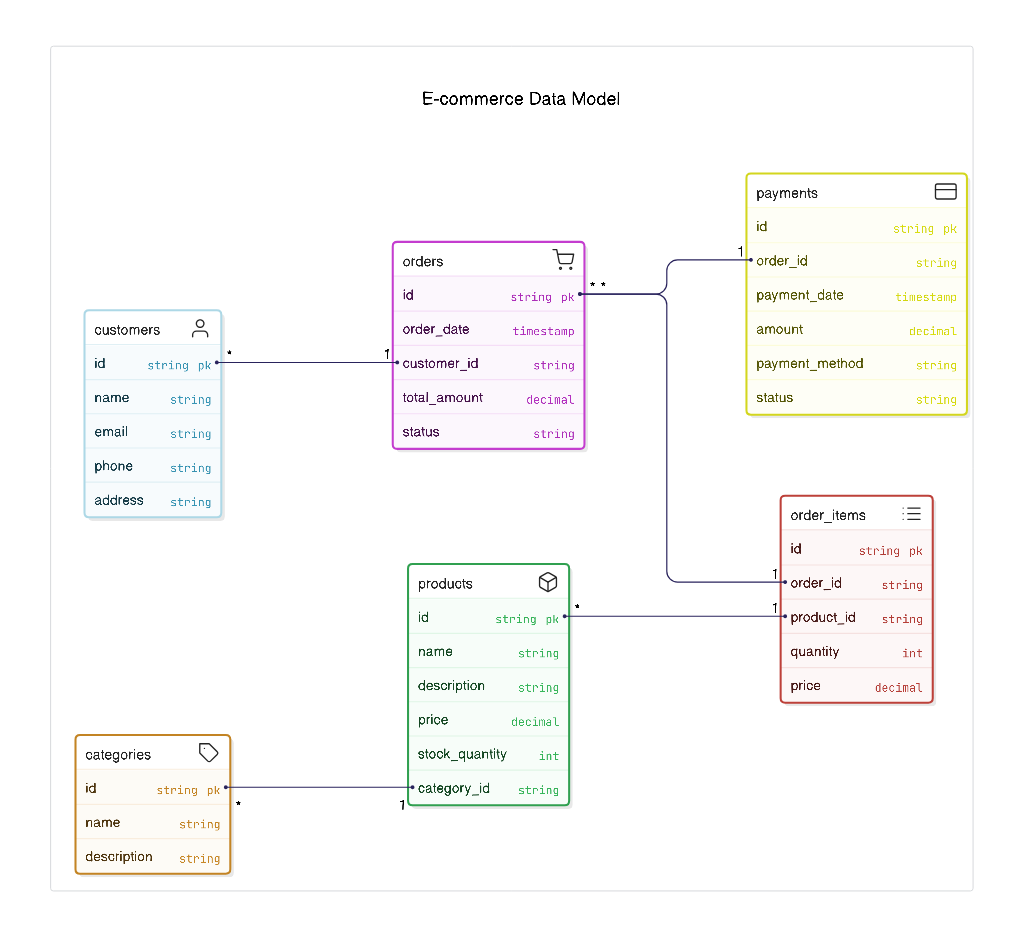 E-commerce Data Model
payments
id string pk
1 order_id string
payment_date timestamp
amount decimal
payment_method string
status string
orders
id string pk * *
order_date timestamp
1 customer_id string
total_amount decimal
status string
customers
id string pk *
name string
email string
phone string
address string
order_items
id string pk
1 order_id string
1 product_id string
quantity int
price decimal
products
id string pk *
name string
description string
price decimal
stock_quantity int
1 category_id string
categories
id string pk *
name string
description string